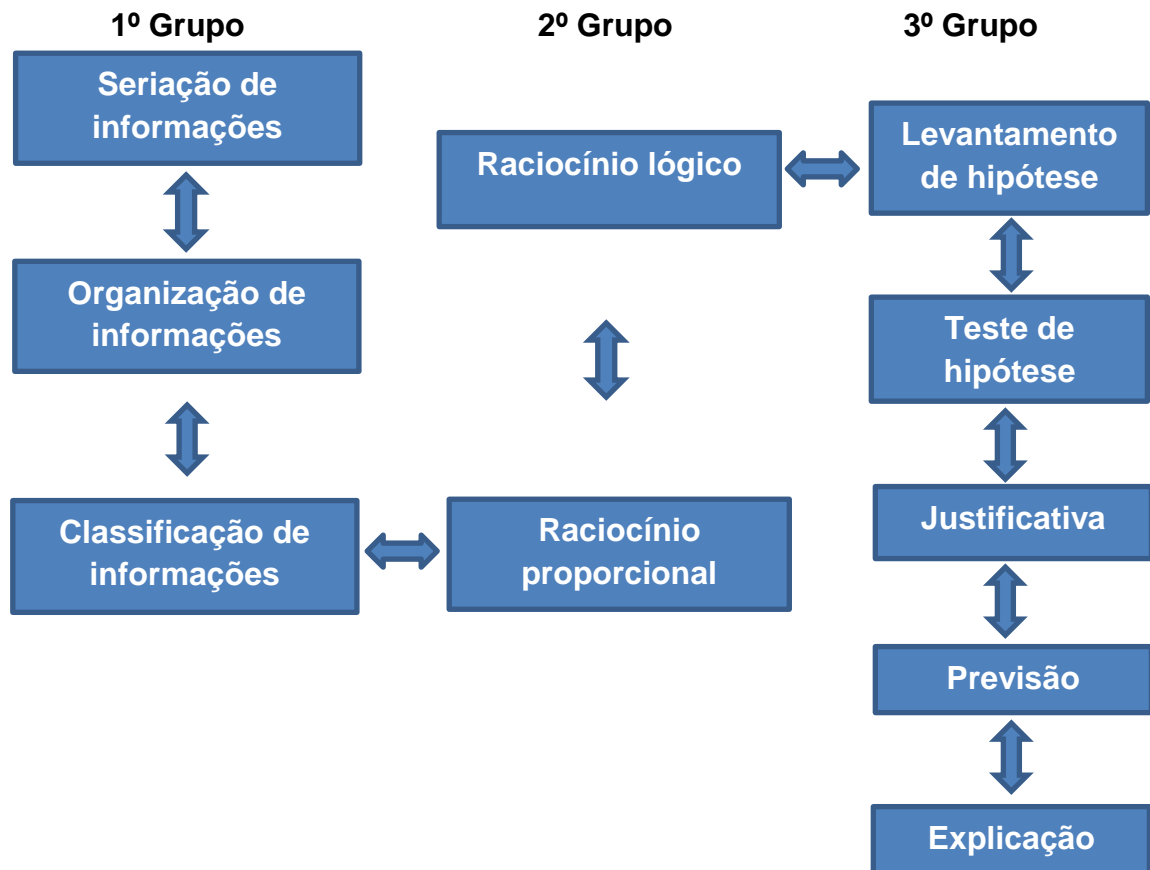 1º Grupo
2º Grupo
3º Grupo
Seriação de
informações
Organização de
informações
Classificação de
informações
Raciocínio lógico
Raciocínio
proporcional
Levantamento
de hipótese
Teste de
hipótese
Justificativa
Previsão
Explicação